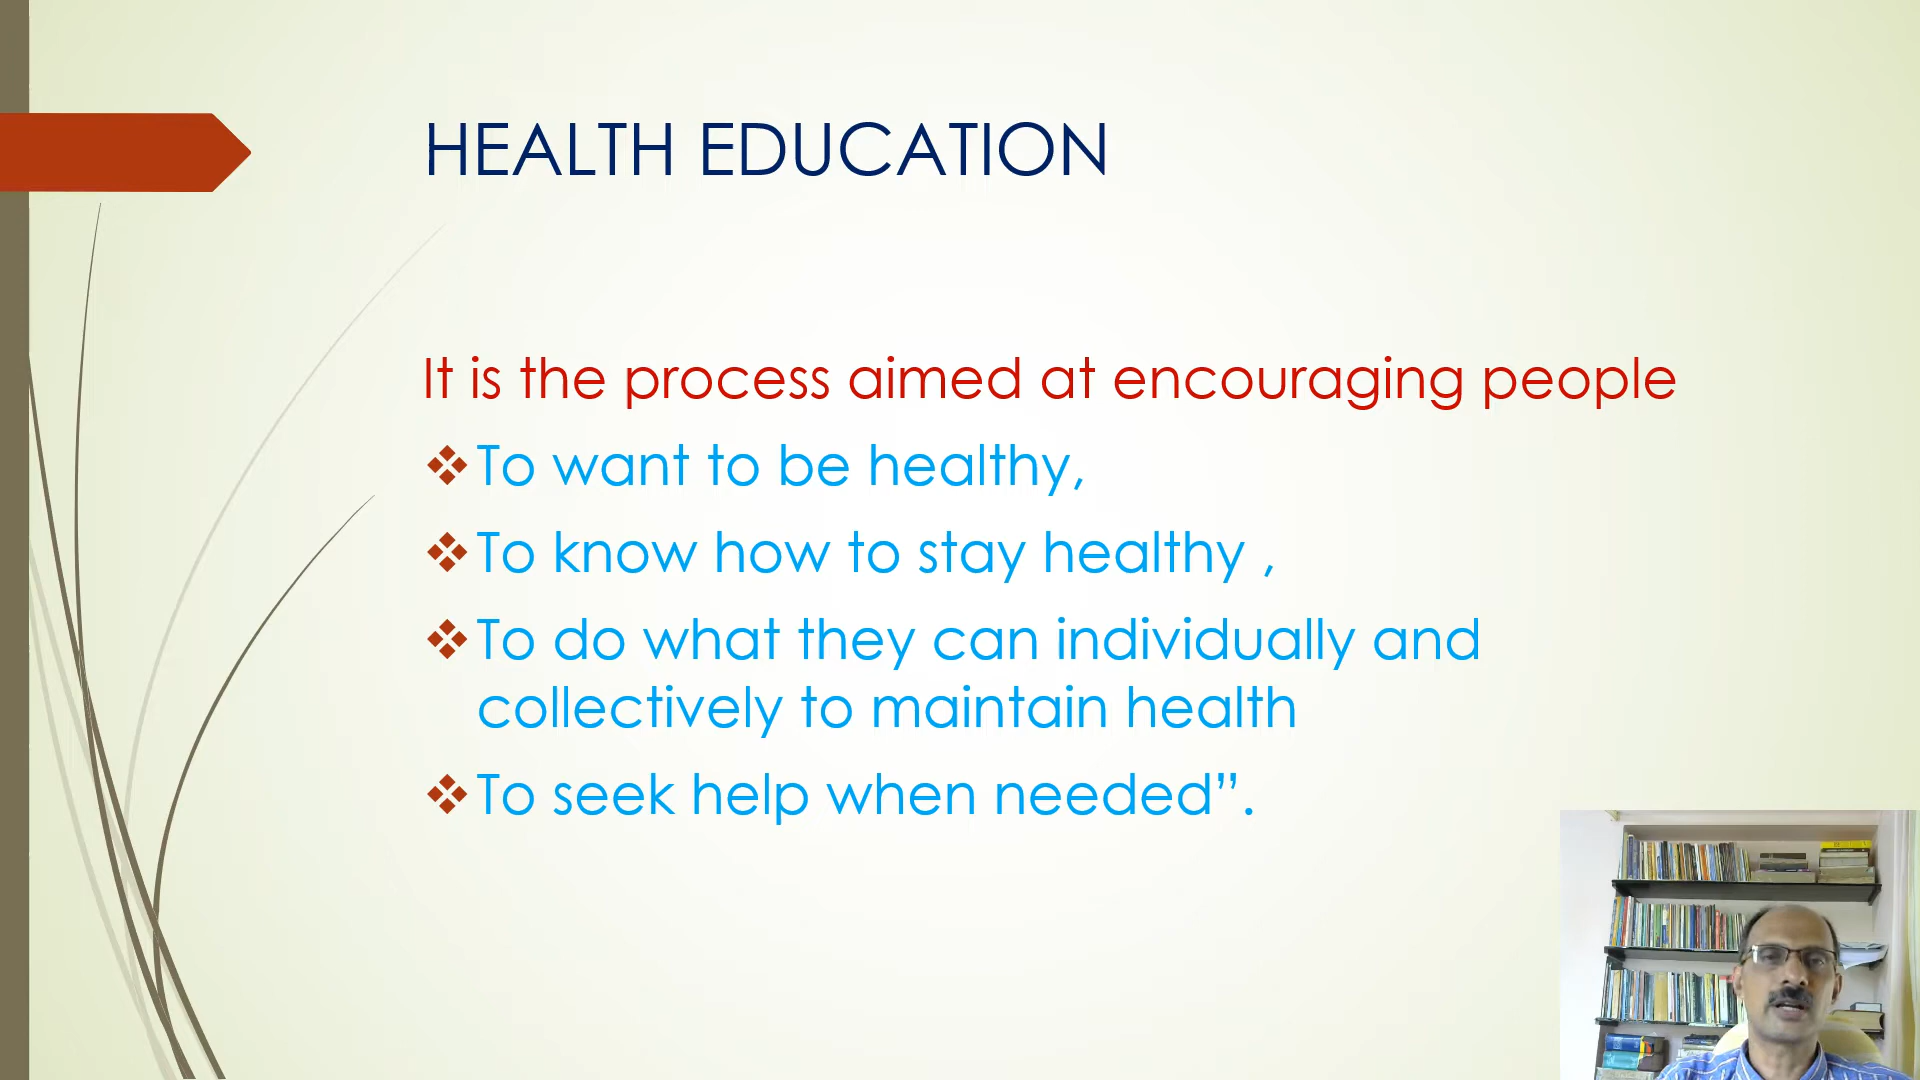 HEALTH EDUCATION
It is the process aimed at encouraging people
❖To want to be healthy,
❖To know how to stay healthy ,
❖To do what they can individually and
collectively to maintain health
❖To seek help when needed”.